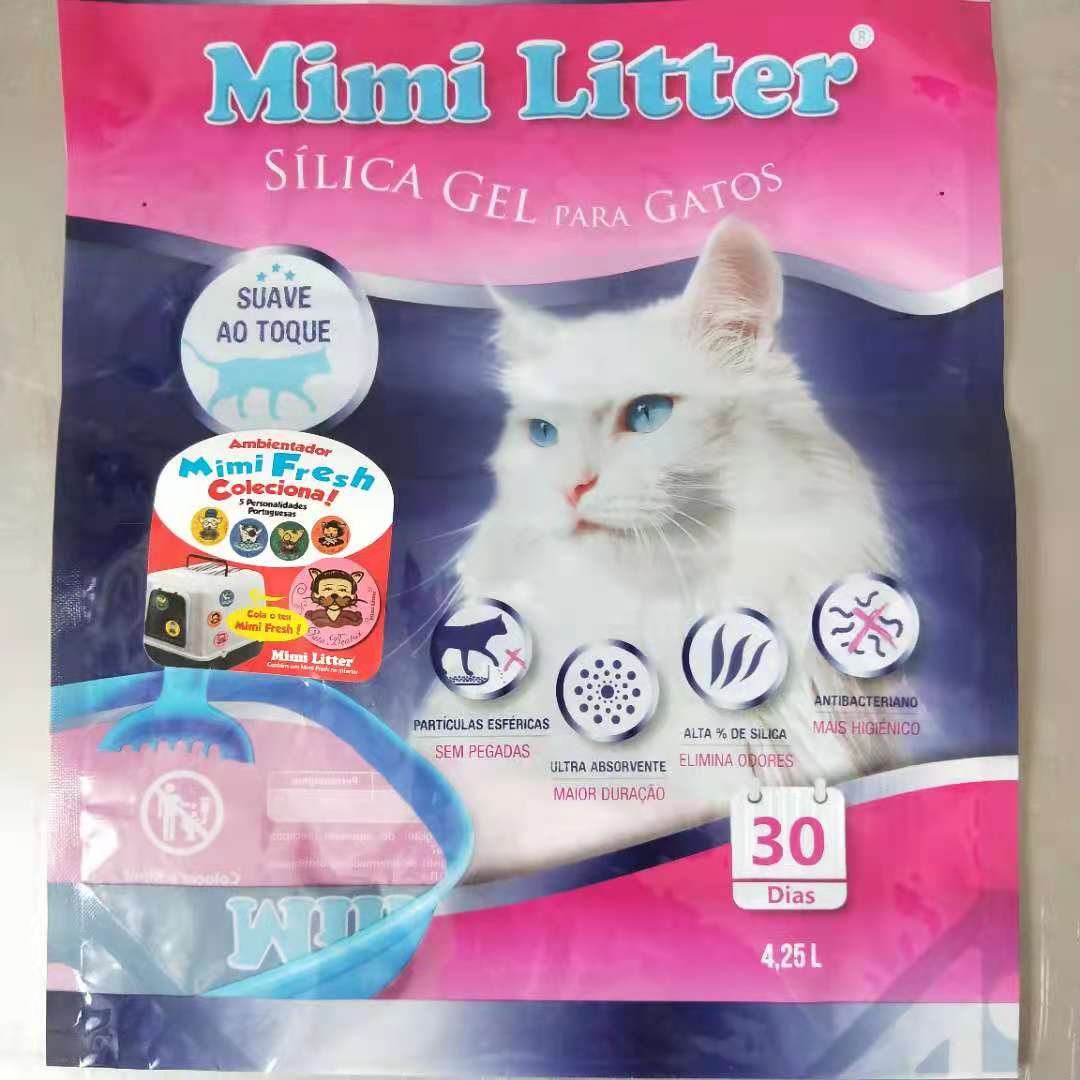 Mimi Litter®
SÍLICA GEL PARA GATOS
SUAVE
AO TOQUE
Ambientador
Mimi Fresh
Coleciona!
5 Personalidades
Portuguesas
Cola o teu
Mimi Fresh!
Mimi Litter
PARTÍCULAS ESFÉRICAS
SEM PEGADAS
ULTRA ABSORVENTE
MAIOR DURAÇÃO
ALTA % DE SILICA
ELIMINA ODORES
ANTIBACTERIANO
MAIS HIGIÉNICO
30
Dias
4,25 L